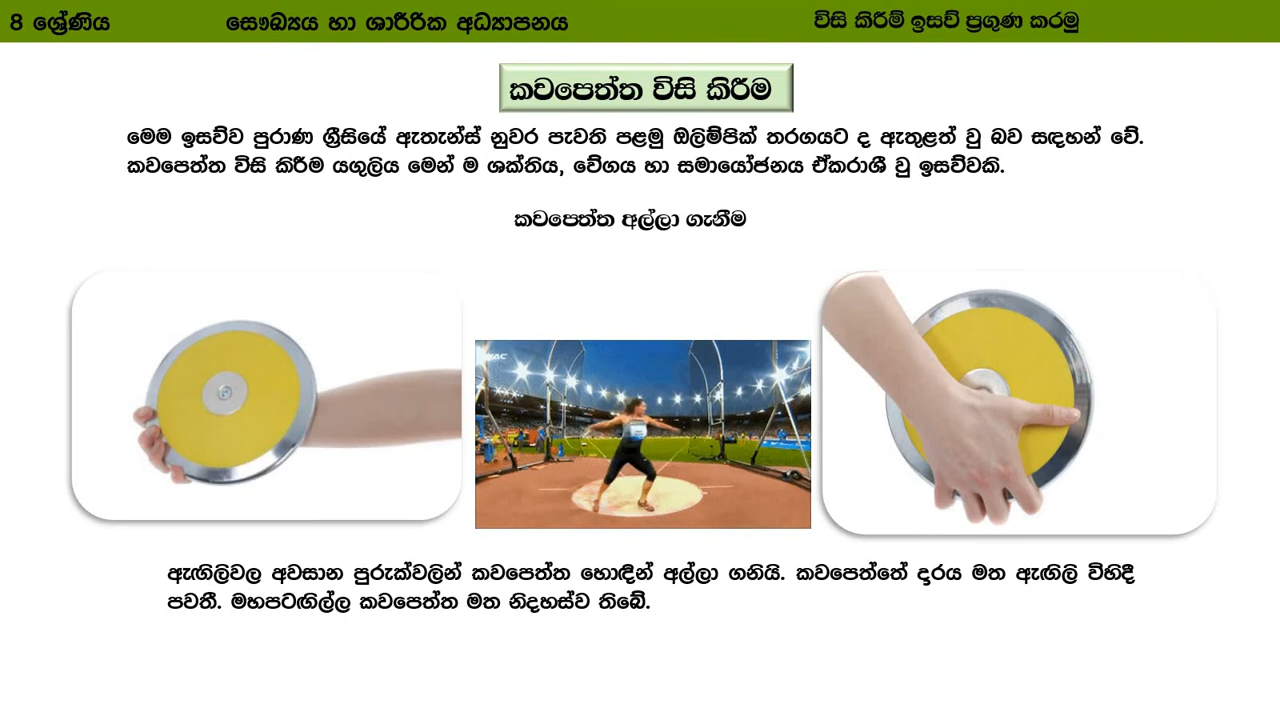 8 ශ්‍රේණිය සෞඛ්‍යය හා ශාරීරික අධ්‍යාපනය විසි කිරීම් ඉසව් ප්‍රගුණ කරමු
කවපෙත්ත විසි කිරීම
මෙම ඉසව්ව පුරාණ ග්‍රීසියේ ඇතැන්ස් නුවර පැවති පළමු ඔලිම්පික් තරගයට ද ඇතුළත් වු බව සඳහන් වේ.
කවපෙත්ත විසි කිරීම යගුලිය මෙන් ම ශක්තිය, වේගය හා සමායෝජනය ඒකරාශී වු ඉසව්වකි.
කවපෙත්ත අල්ලා ගැනීම
ඇඟිලිවල අවසාන පුරුක්වලින් කවපෙත්ත හොඳින් අල්ලා ගනියි. කවපෙත්තේ දරය මත ඇඟිලි විහිදී
පවතී. මහපටඟිල්ල කවපෙත්ත මත නිදහස්ව තිබේ.